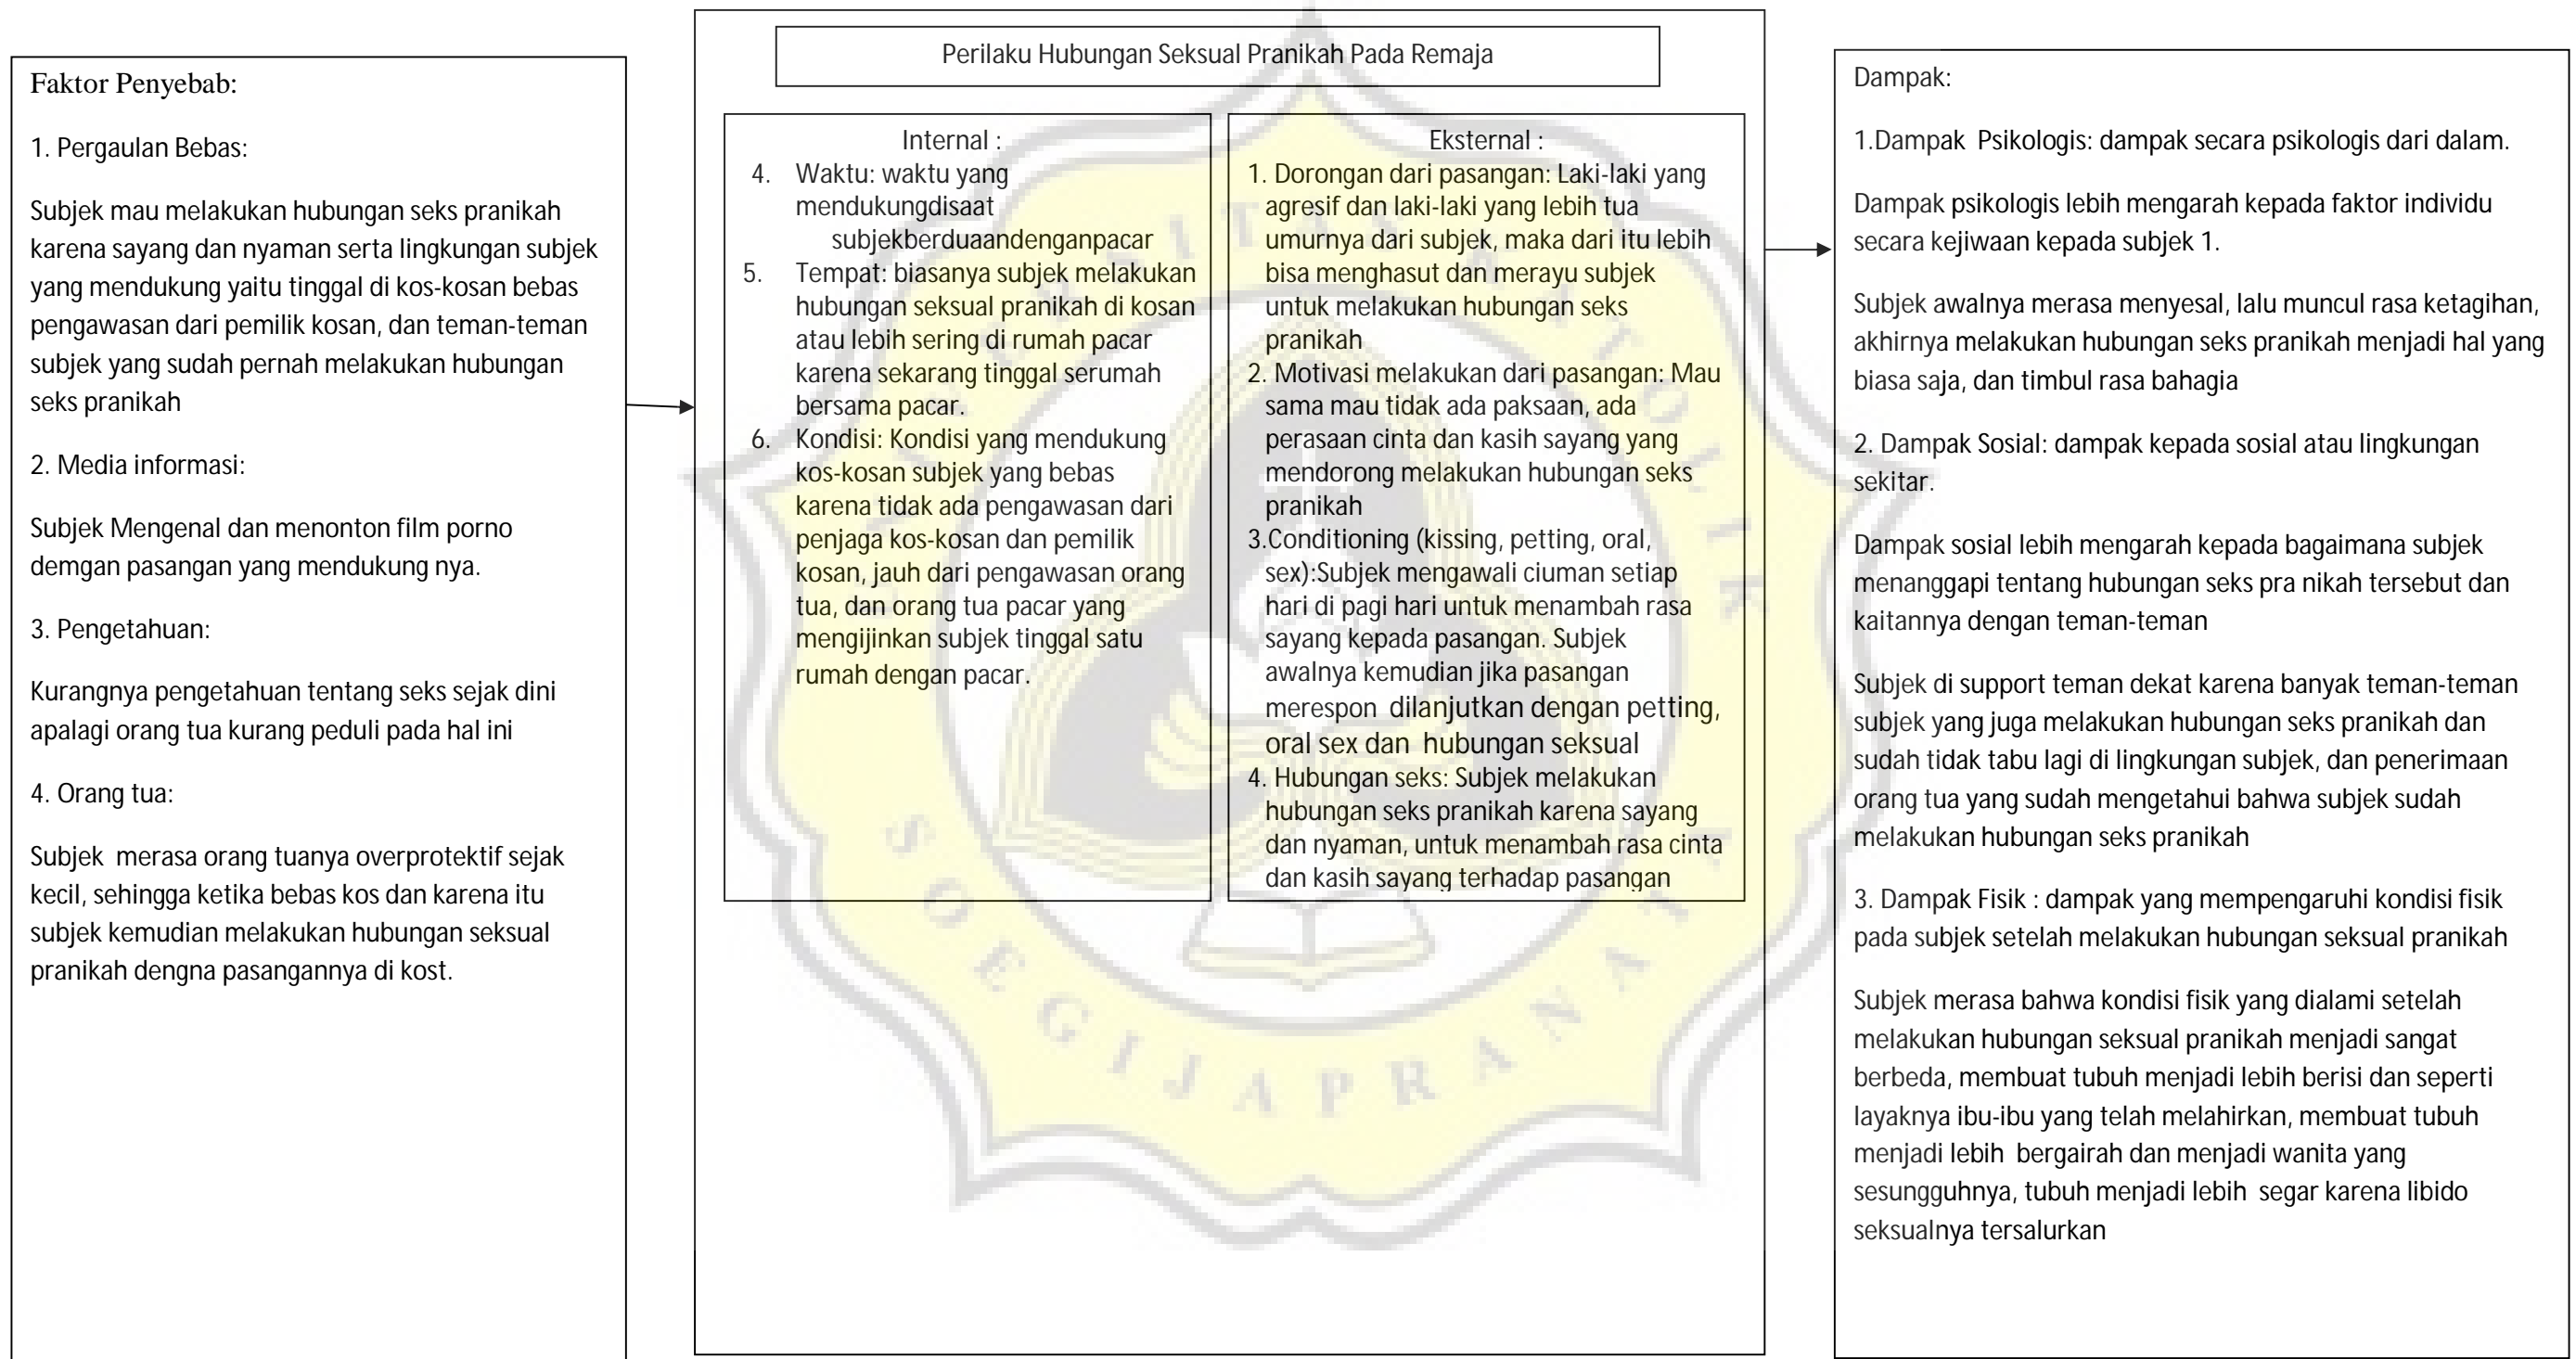 Faktor Penyebab:
1. Pergaulan Bebas:
Subjek mau melakukan hubungan seks pranikah
karena sayang dan nyaman serta lingkungan subjek
yang mendukung yaitu tinggal di kos-kosan bebas
pengawasan dari pemilik kosan, dan teman-teman
subjek yang sudah pernah melakukan hubungan
seks pranikah
2. Media informasi:
Subjek Mengenal dan menonton film porno
demgan pasangan yang mendukung nya.
3. Pengetahuan:
Kurangnya pengetahuan tentang seks sejak dini
apalagi orang tua kurang peduli pada hal ini
4. Orang tua:
Subjek  merasa orang tuanya overprotektif sejak
kecil, sehingga ketika bebas kos dan karena itu
subjek kemudian melakukan hubungan seksual
pranikah dengna pasangannya di kost.
Perilaku Hubungan Seksual Pranikah Pada Remaja
Internal :
4. Waktu: waktu yang
mendukungdisaat
subjekberduaandenganpacar
5. Tempat: biasanya subjek melakukan
hubungan seksual pranikah di kosan
atau lebih sering di rumah pacar
karena sekarang tinggal serumah
bersama pacar.
6. Kondisi: Kondisi yang mendukung
kos-kosan subjek yang bebas
karena tidak ada pengawasan dari
penjaga kos-kosan dan pemilik
kosan, jauh dari pengawasan orang
tua, dan orang tua pacar yang
mengijinkan subjek tinggal satu
rumah dengan pacar.
Eksternal :
1. Dorongan dari pasangan: Laki-laki yang
agresif dan laki-laki yang lebih tua
umurnya dari subjek, maka dari itu lebih
bisa menghasut dan merayu subjek
untuk melakukan hubungan seks
pranikah
2. Motivasi melakukan dari pasangan: Mau
sama mau tidak ada paksaan, ada
perasaan cinta dan kasih sayang yang
mendorong melakukan hubungan seks
pranikah
3.Conditioning (kissing, petting, oral,
sex):Subjek mengawali ciuman setiap
hari di pagi hari untuk menambah rasa
sayang kepada pasangan. Subjek
awalnya kemudian jika pasangan
merespon  dilanjutkan dengan petting,
oral sex dan  hubungan seksual
4. Hubungan seks: Subjek melakukan
hubungan seks pranikah karena sayang
dan nyaman, untuk menambah rasa cinta
dan kasih sayang terhadap pasangan
Dampak:
1.Dampak  Psikologis: dampak secara psikologis dari dalam.
Dampak psikologis lebih mengarah kepada faktor individu
secara kejiwaan kepada subjek 1.
Subjek awalnya merasa menyesal, lalu muncul rasa ketagihan,
akhirnya melakukan hubungan seks pranikah menjadi hal yang
biasa saja, dan timbul rasa bahagia
2. Dampak Sosial: dampak kepada sosial atau lingkungan
sekitar.
Dampak sosial lebih mengarah kepada bagaimana subjek
menanggapi tentang hubungan seks pra nikah tersebut dan
kaitannya dengan teman-teman
Subjek di support teman dekat karena banyak teman-teman
subjek yang juga melakukan hubungan seks pranikah dan
sudah tidak tabu lagi di lingkungan subjek, dan penerimaan
orang tua yang sudah mengetahui bahwa subjek sudah
melakukan hubungan seks pranikah
3. Dampak Fisik : dampak yang mempengaruhi kondisi fisik
pada subjek setelah melakukan hubungan seksual pranikah
Subjek merasa bahwa kondisi fisik yang dialami setelah
melakukan hubungan seksual pranikah menjadi sangat
berbeda, membuat tubuh menjadi lebih berisi dan seperti
layaknya ibu-ibu yang telah melahirkan, membuat tubuh
menjadi lebih  bergairah dan menjadi wanita yang
sesungguhnya, tubuh menjadi lebih  segar karena libido
seksualnya tersalurkan
SOEGIJAPRANATA